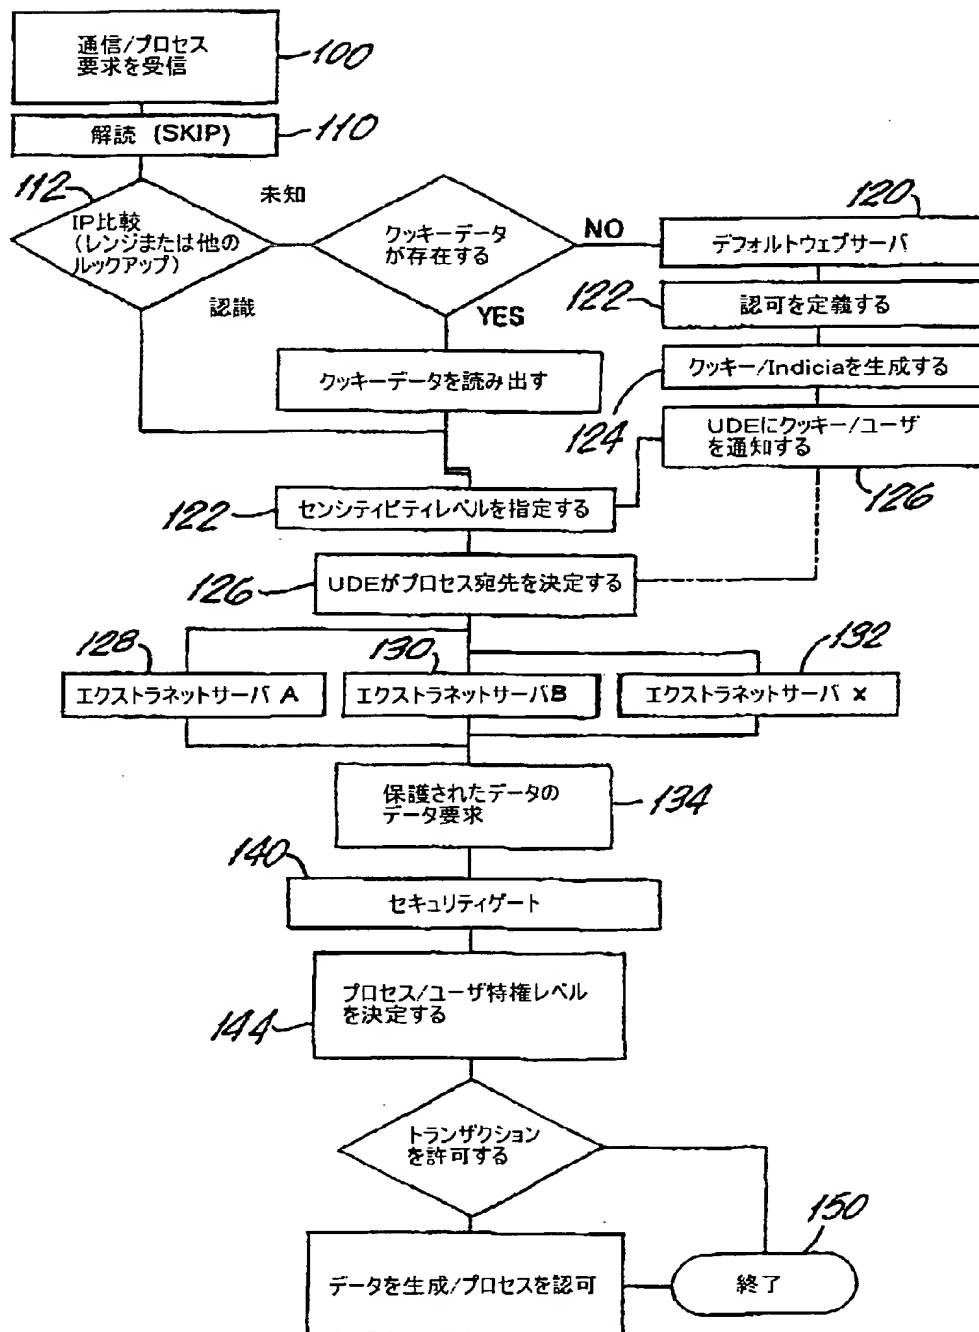 通信/プロセス
要求を受信
100
解読 (SKIP)
110
112
未知
IP比較
(レンジまたは他の
ルックアップ)
認識
クッキーデータ
が存在する
NO
YES
120
デフォルトウェブサーバ
122
認可を定義する
クッキーデータを読み出す
クッキー/Indiciaを生成する
124
UDEにクッキー/ユーザ
を通知する
126
122
センシティビティレベルを指定する
126
UDEがプロセス宛先を決定する
128
130
132
エクストラネットサーバ A
エクストラネットサーバB
エクストラネットサーバ x
保護されたデータの
データ要求
134
140
セキュリティゲート
プロセス/ユーザ特権レベル
を決定する
144
トランザクション
を許可する
150
データを生成/プロセスを認可
終了